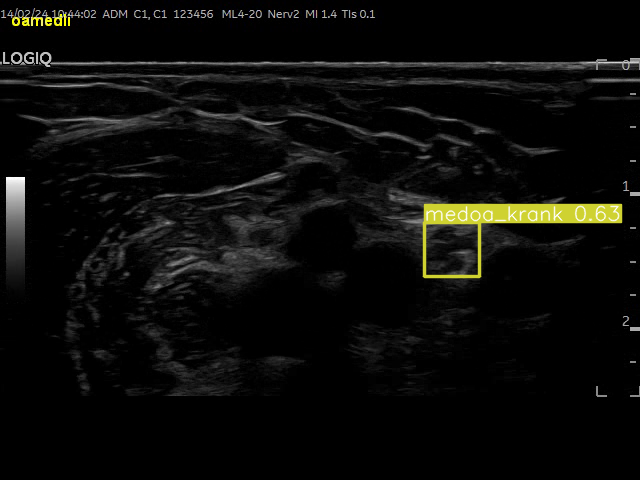 14/02/24 10:44:02 ADM C1, C1 123456 ML4-20 Nerv2 MI 1.4 TIs 0.1
oamedii
LOGIQ
0
1
medoa_krank 0.63
2